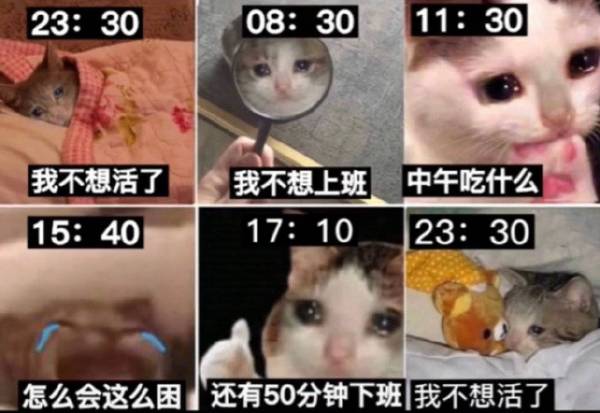 23：30
我不想活了
08：30
我不想上班
11：30
中午吃什么
15：40
怎么会这么困
17：10
还有50分钟下班
23：30
我不想活了